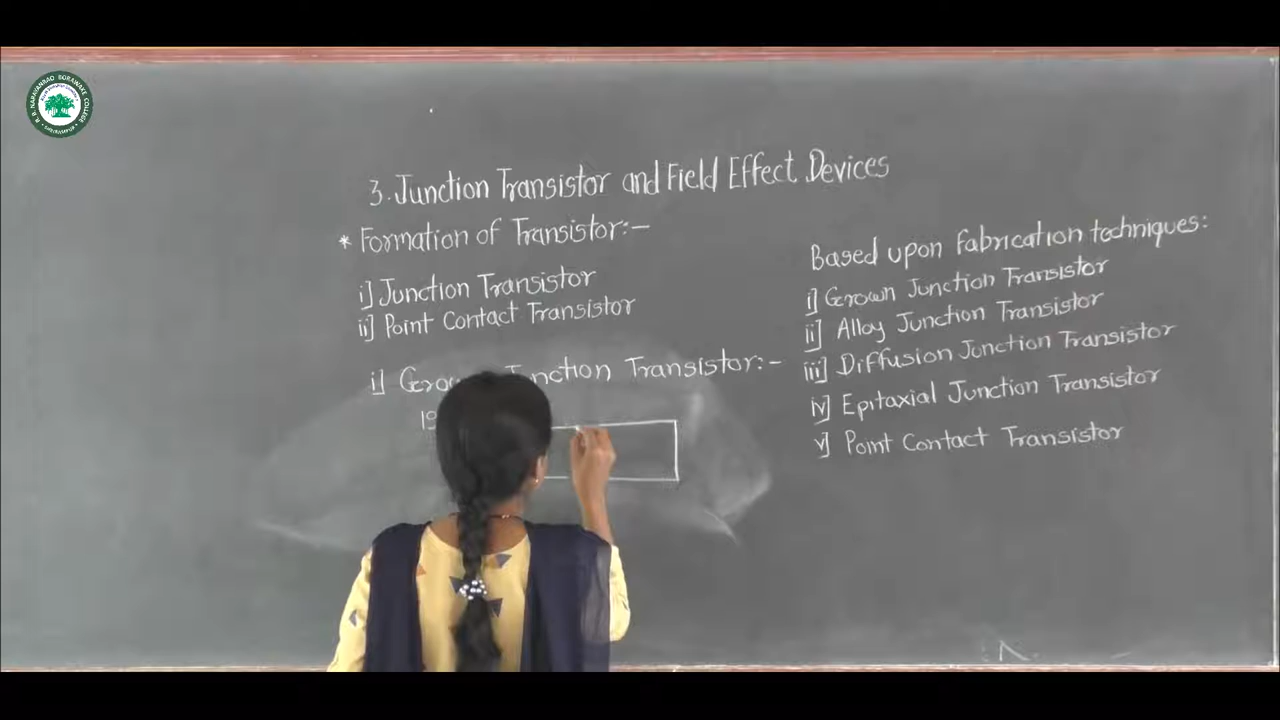 3. Junction Transistor and Field Effect Devices
* Formation of Transistor:-
i] Junction Transistor
ii] Point Contact Transistor
i] Junction Transistor:-
Based upon fabrication techniques:
i] Grown Junction Transistor
ii] Alloy Junction Transistor
iii] Diffusion Junction Transistor
iv] Epitaxial Junction Transistor
v] Point Contact Transistor